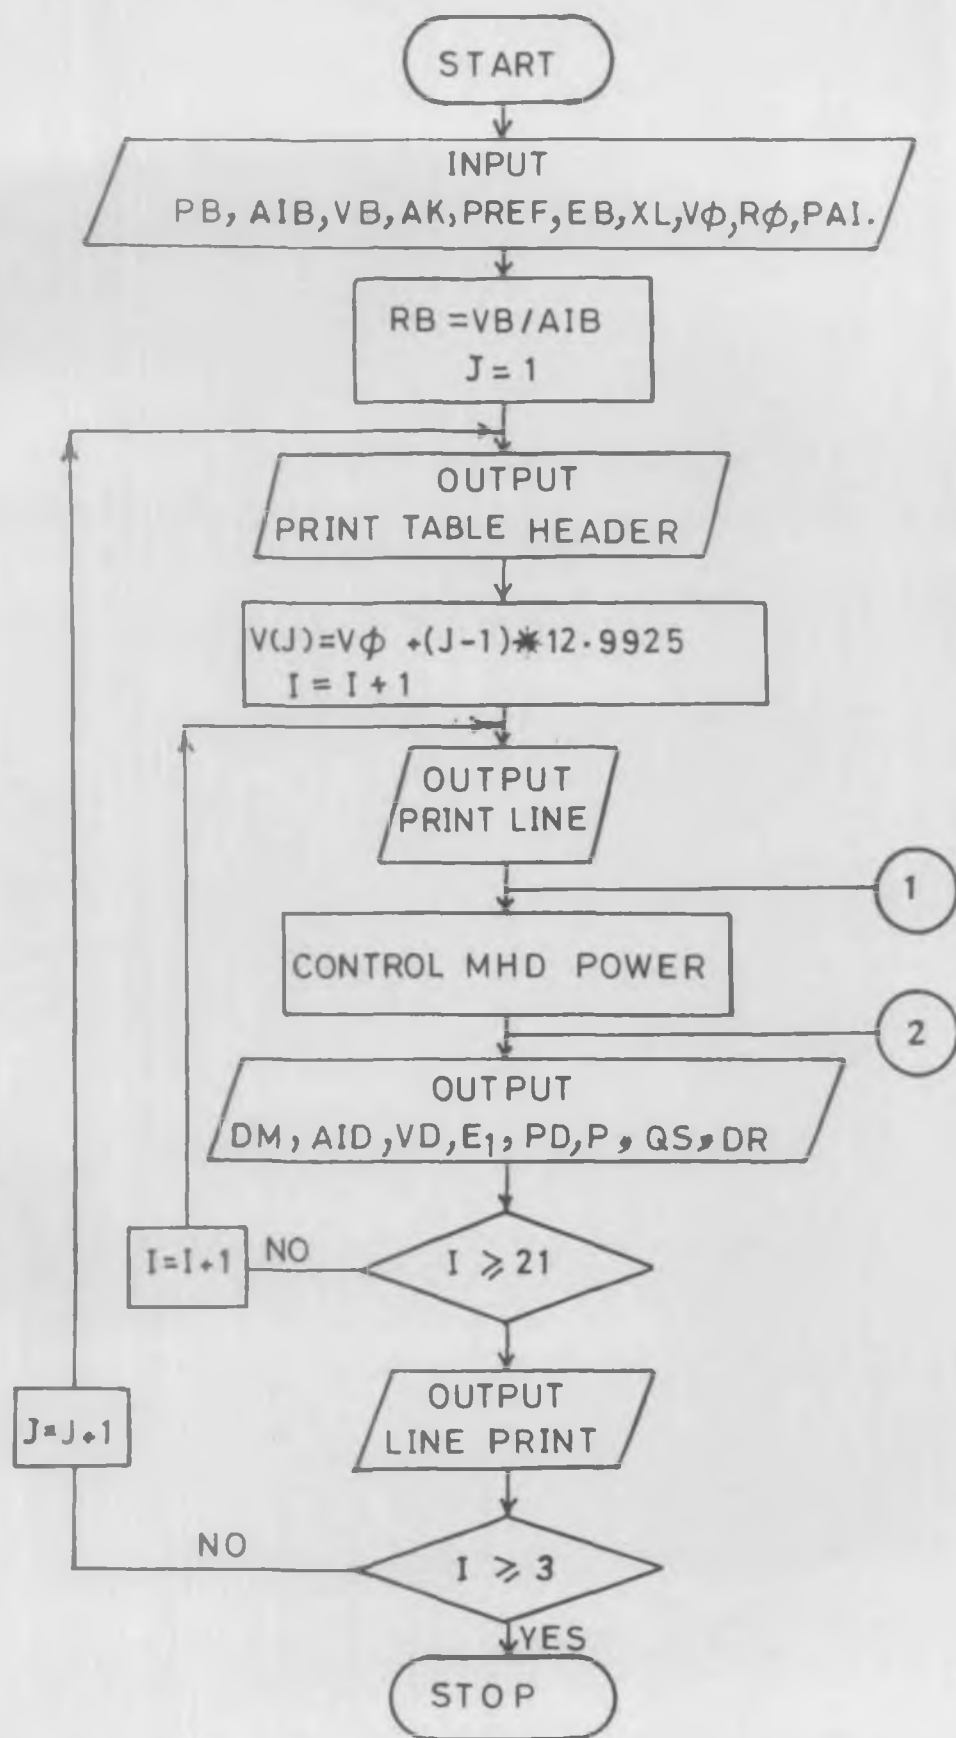 START
INPUT
PB, AIB, VB, AK, PREF, EB, XL, Vφ, Rφ, PAI.
RB = VB / AIB
J = 1
OUTPUT
PRINT TABLE HEADER
V(J) = Vφ + (J-1) * 12.9925
I = I + 1
OUTPUT
PRINT LINE
1
CONTROL MHD POWER
2
OUTPUT
DM, AID, VD, E1, PD, P, QS, DR
I ⩾ 21
NO
I = I + 1
OUTPUT
LINE PRINT
J = J + 1
I ⩾ 3
NO
YES
STOP